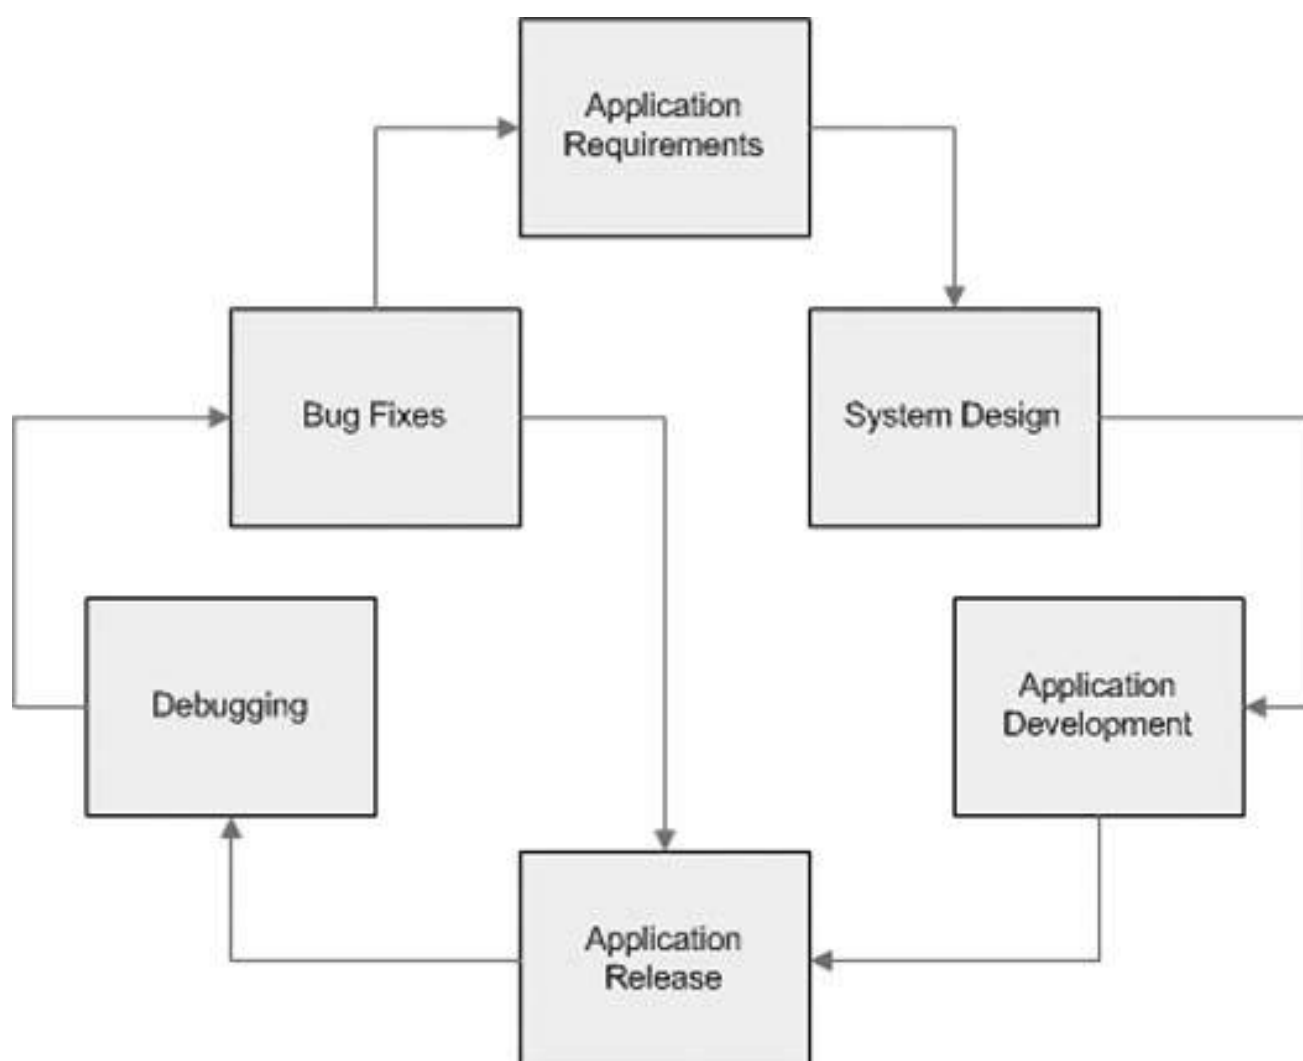 Application
Requirements
Bug Fixes
System Design
Debugging
Application
Development
Application
Release